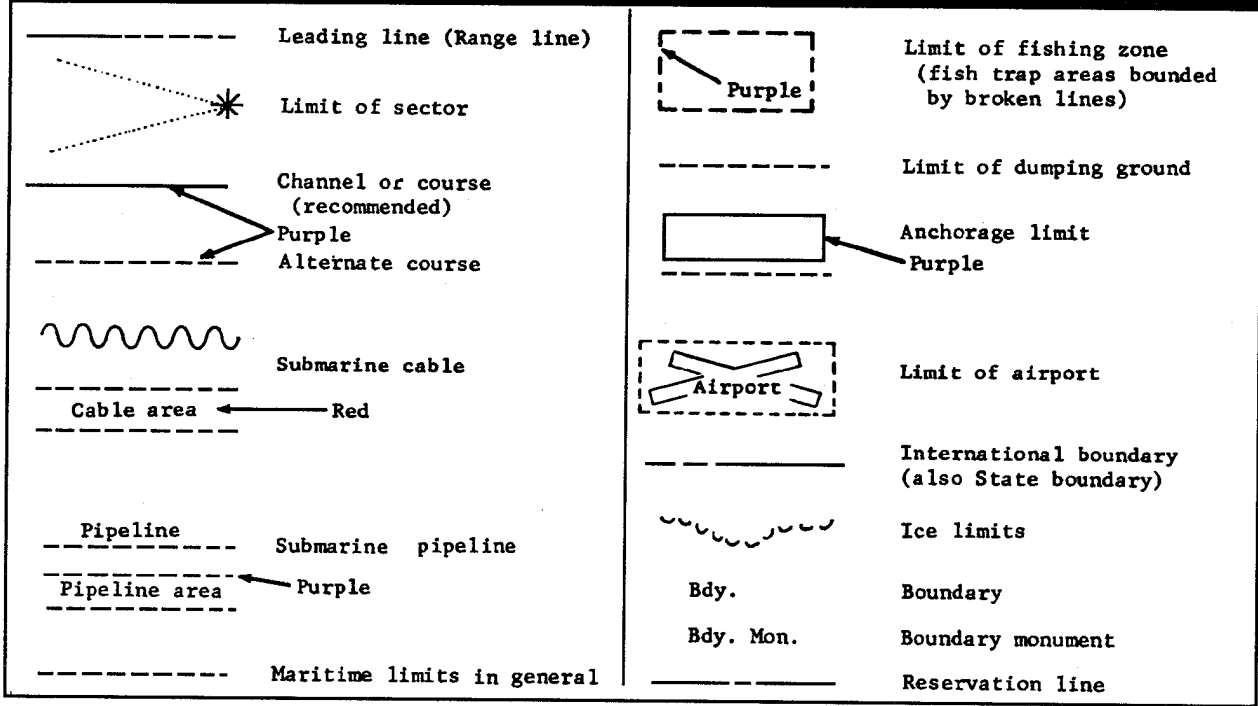 Leading line (Range line)
Limit of sector
Channel or course
(recommended)
Purple
Alternate course
Submarine cable
Cable area
Red
Pipeline
Submarine pipeline
Pipeline area
Purple
Maritime limits in general
Limit of fishing zone
(fish trap areas bounded
by broken lines)
Purple
Limit of dumping ground
Anchorage limit
Purple
Airport
Limit of airport
International boundary
(also State boundary)
Ice limits
Bdy.
Boundary
Bdy. Mon.
Boundary monument
Reservation line